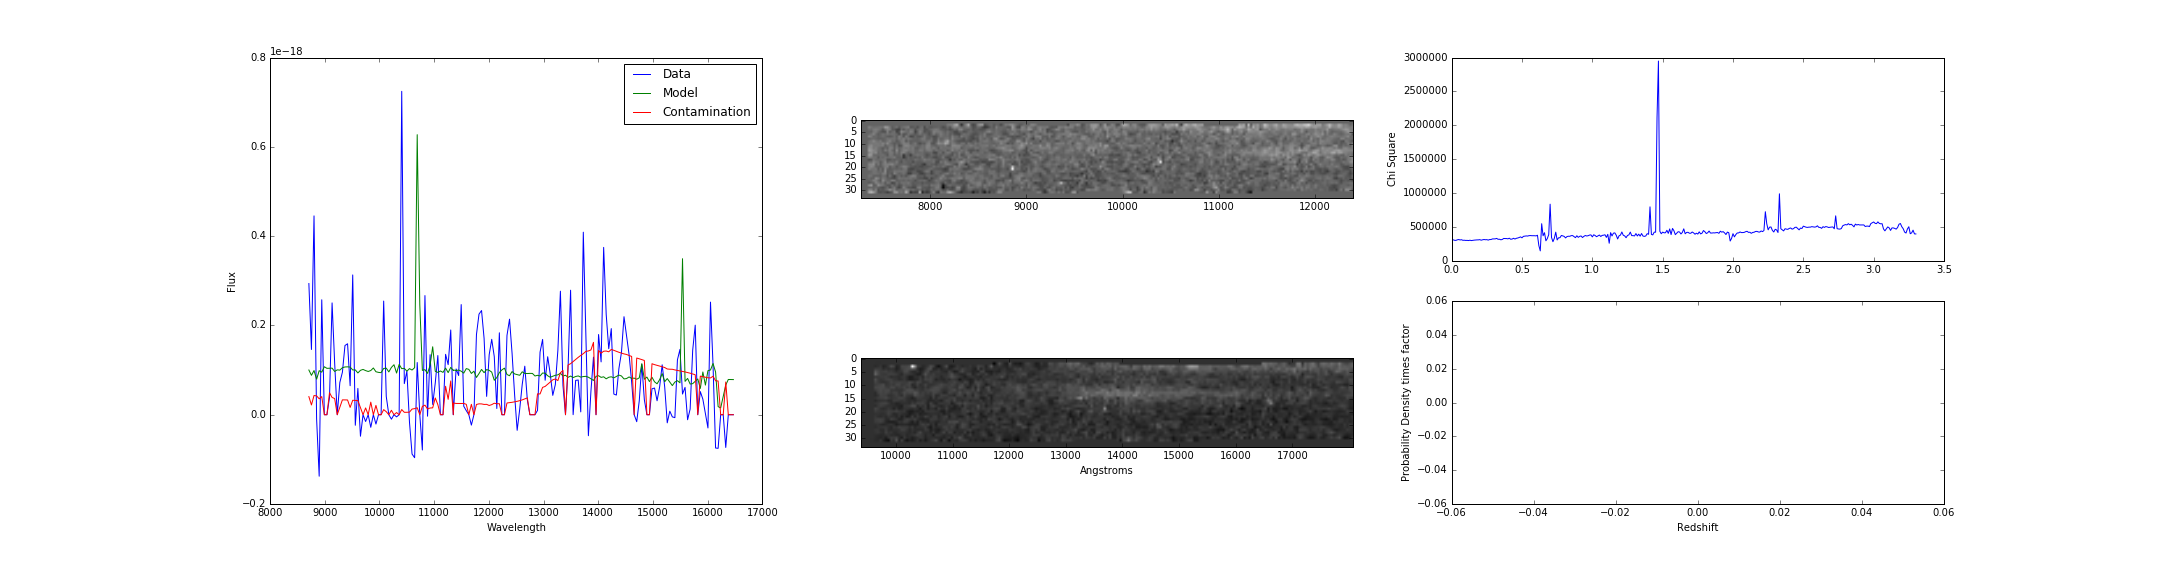 1e−18
0.8
0.6
0.4
0.2
0.0
−0.2
Flux
8000 9000 10000 11000 12000 13000 14000 15000 16000 17000
Wavelength
Data
Model
Contamination
0
5
10
15
20
25
30
8000 9000 10000 11000 12000
0
5
10
15
20
25
30
10000 11000 12000 13000 14000 15000 16000 17000
Angstroms
3000000
2500000
2000000
1500000
1000000
500000
0
Chi Square
0.0 0.5 1.0 1.5 2.0 2.5 3.0 3.5
0.06
0.04
0.02
0.00
−0.02
−0.04
−0.06
Probability Density times factor
−0.06 −0.04 −0.02 0.00 0.02 0.04 0.06
Redshift